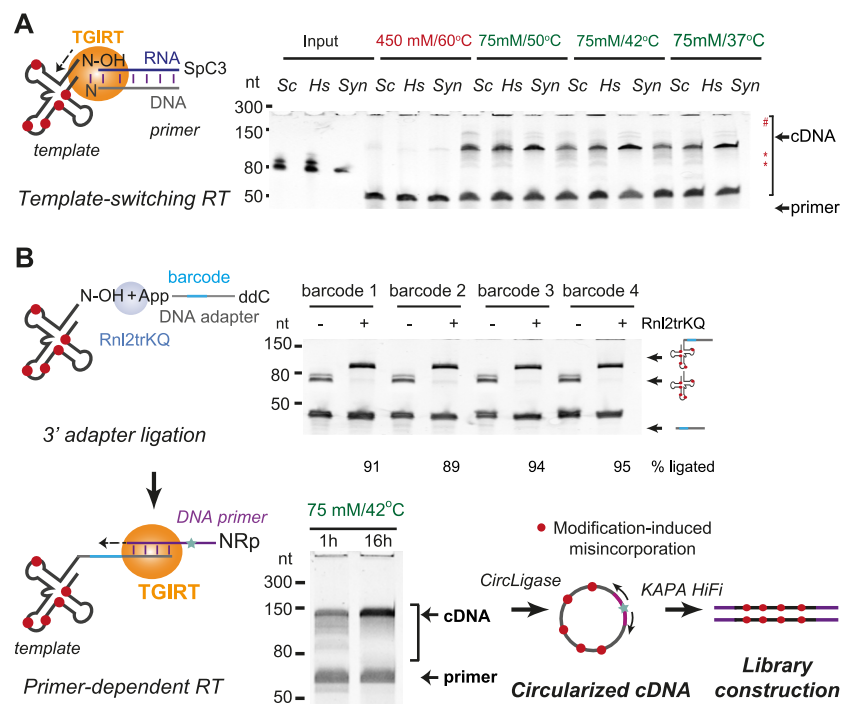 A
TGIRT
N-OH
RNA
SpC3
N
DNA
primer
template
Template-switching RT
Input
450 mM/60°C
75mM/50°C
75mM/42°C
75mM/37°C
nt
Sc Hs Syn Sc Hs Syn Sc Hs Syn Sc Hs Syn Sc Hs Syn
300
150
80
50
#
cDNA
*
*
primer
B
barcode
N-OH + App
ddC
DNA adapter
Rnl2trKQ
3' adapter ligation
barcode 1 barcode 2 barcode 3 barcode 4
nt
- + - + - + - +
Rnl2trKQ
150
80
50
91 89 94 95 % ligated
DNA primer
NRp
TGIRT
template
Primer-dependent RT
75 mM/42°C
1h 16h
nt
300
150
80
50
cDNA
primer
Modification-induced
misincorporation
CircLigase
KAPA HiFi
Circularized cDNA
Library
construction